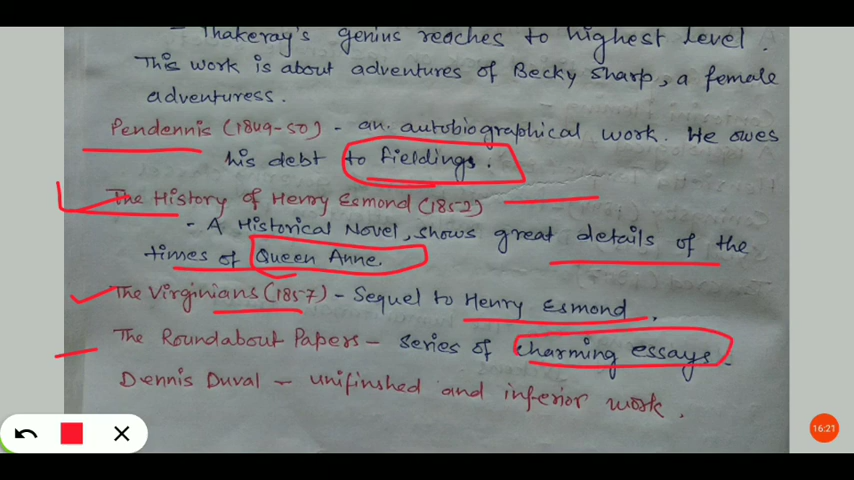 - Thakeray's genius reaches to highest level.
This work is about adventures of Becky Sharp, a female
adventuress.
Pendennis (1849-50) - an autobiographical work. He owes
his debt to fieldings.
The History of Henry Esmond (1852)
- A Historical Novel, shows great details of the
times of Queen Anne.
The Virginians (1857) - Sequel to Henry Esmond.
The Roundabout Papers - series of charming essays.
Dennis Duval - unifinshed and inferior work.
16:21